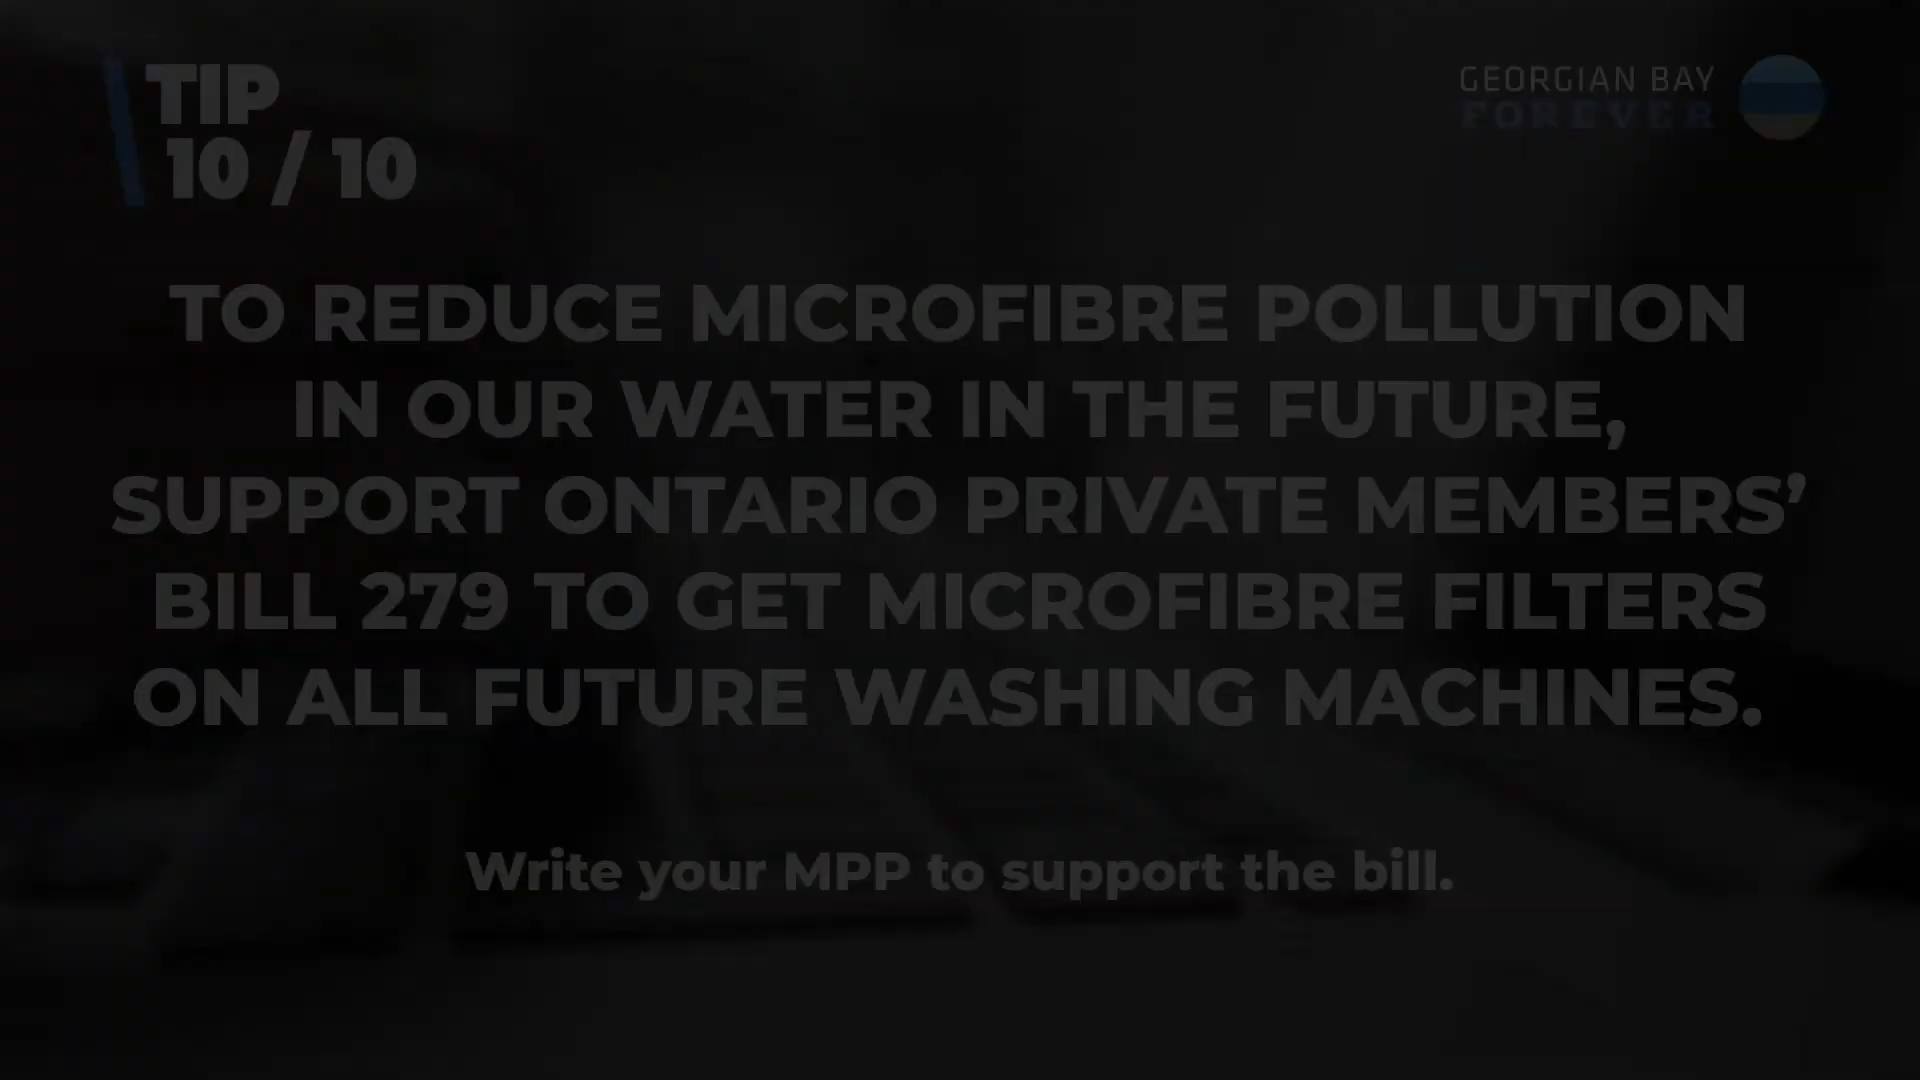 TIP
10 / 10
GEORGIAN BAY
FOREVER
TO REDUCE MICROFIBRE POLLUTION
IN OUR WATER IN THE FUTURE,
SUPPORT ONTARIO PRIVATE MEMBERS’
BILL 279 TO GET MICROFIBRE FILTERS
ON ALL FUTURE WASHING MACHINES.
Write your MPP to support the bill.